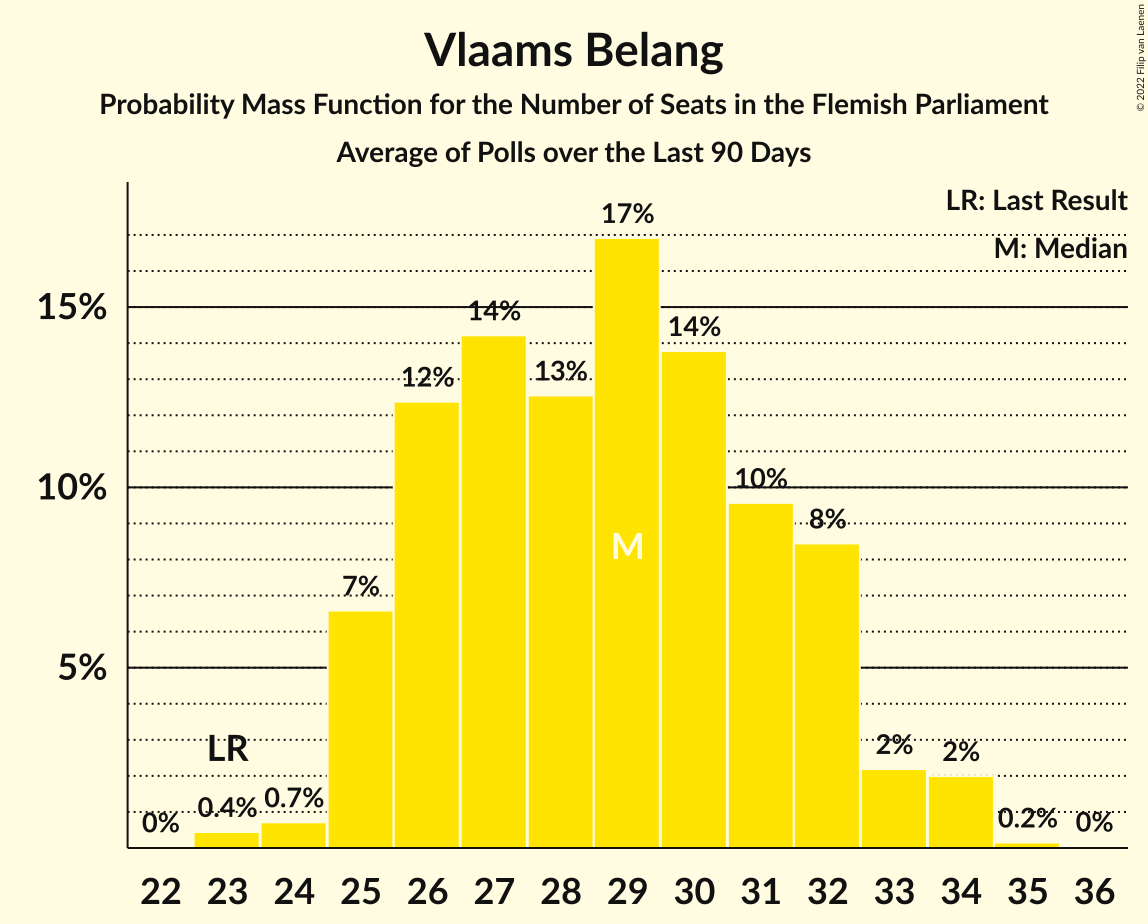 Vlaams Belang
Probability Mass Function for the Number of Seats in the Flemish Parliament
Average of Polls over the Last 90 Days
© 2022 Filip van Laenen
LR: Last Result
M: Median
17%
15%
14%
14%
13%
12%
10%
10%
8%
M
7%
5%
LR
2%
2%
0.7%
0.4%
0.2%
0%
0%
22 23 24 25 26 27 28 29 30 31 32 33 34 35 36